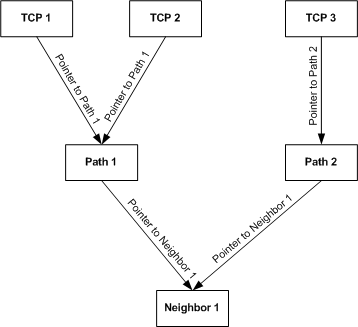 TCP 1
TCP 2
TCP 3
Pointer to Path 1
Pointer to Path 1
Pointer to Path 2
Path 1
Path 2
Pointer to Neighbor 1
Pointer to Neighbor 1
Neighbor 1